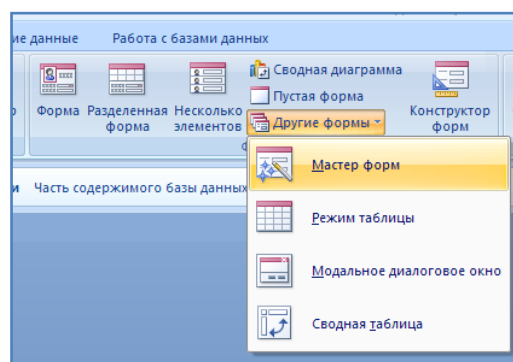 ие данные Работа с базами данных
Форма
Разделенная
форма
Несколько
элементов
Сводная диаграмма
Пустая форма
Другие формы
Конструктор
форм
Часть содержимого базы данных
Мастер форм
Режим таблицы
Модальное диалоговое окно
Сводная таблица